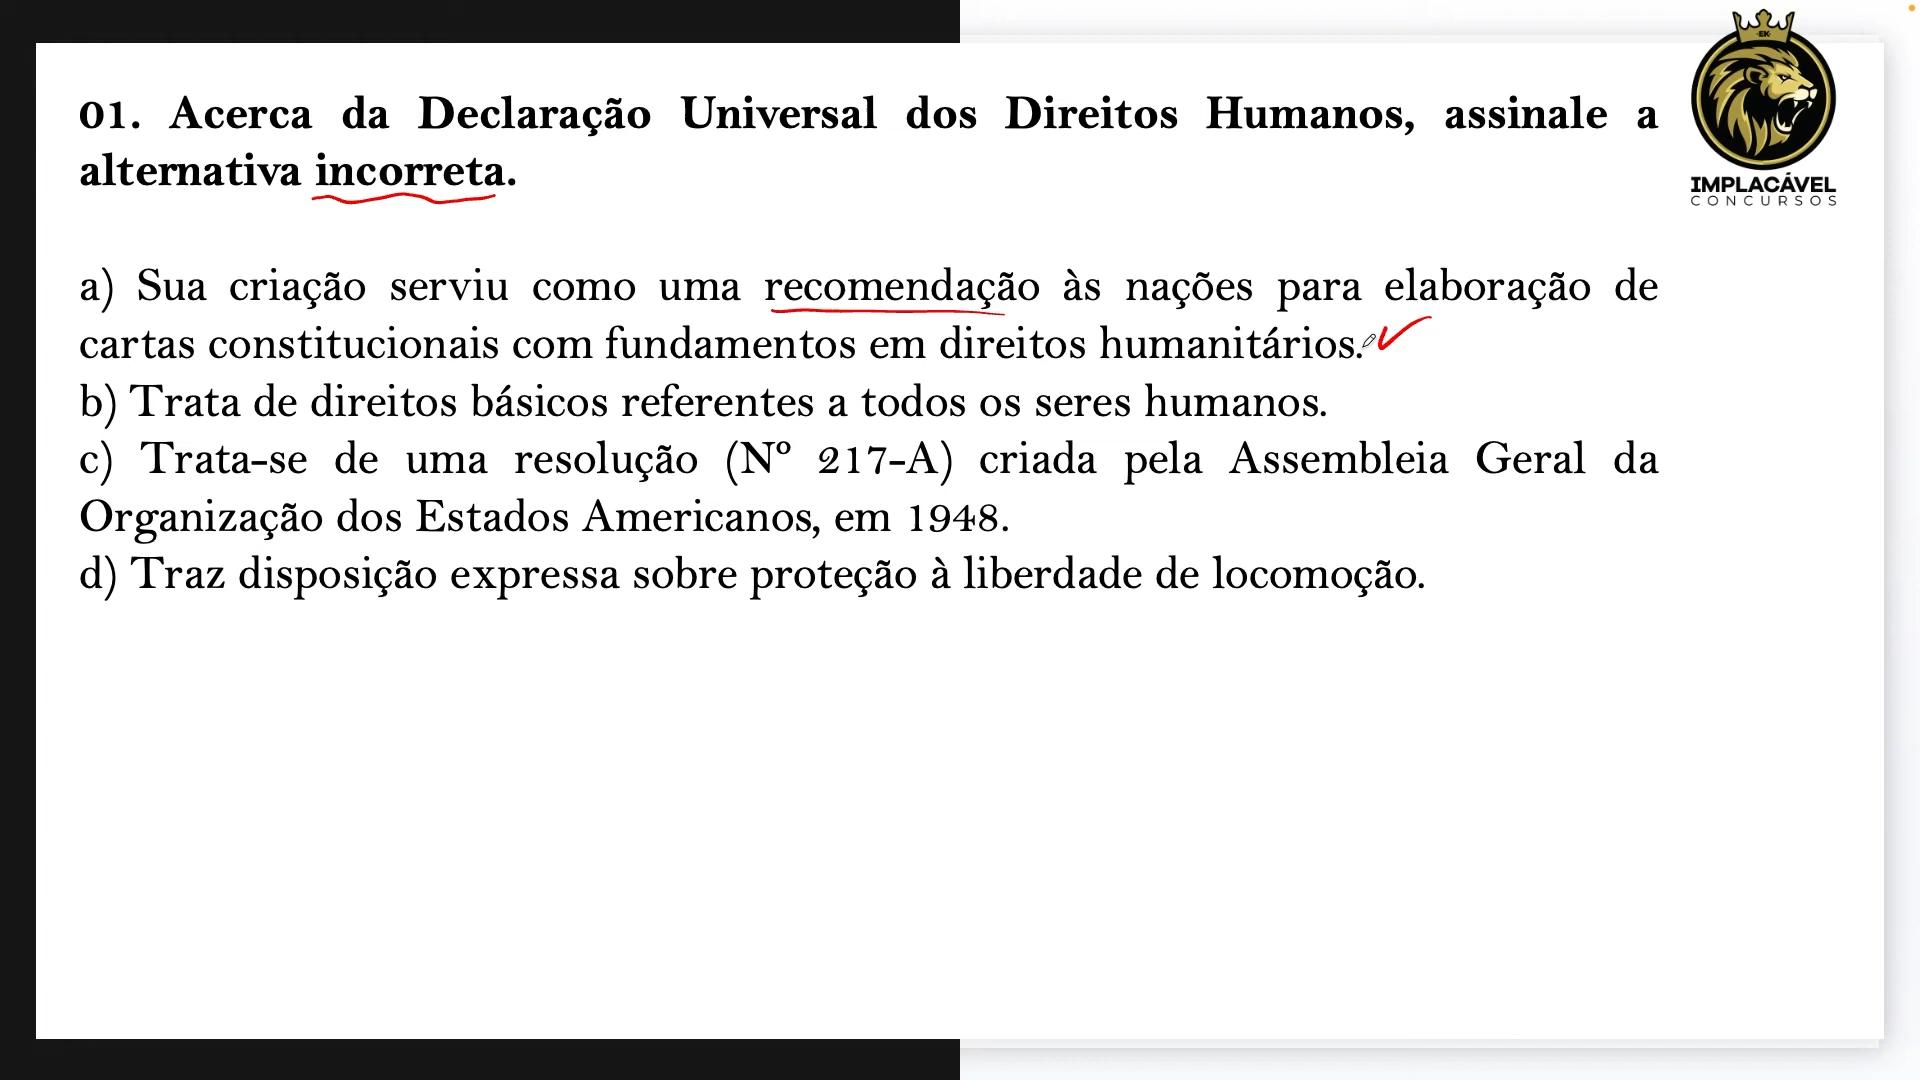 EK
IMPLACÁVEL
CONCURSOS
01. Acerca da Declaração Universal dos Direitos Humanos, assinale a
alternativa incorreta.
a) Sua criação serviu como uma recomendação às nações para elaboração de
cartas constitucionais com fundamentos em direitos humanitários.
b) Trata de direitos básicos referentes a todos os seres humanos.
c) Trata-se de uma resolução (Nº 217-A) criada pela Assembleia Geral da
Organização dos Estados Americanos, em 1948.
d) Traz disposição expressa sobre proteção à liberdade de locomoção.